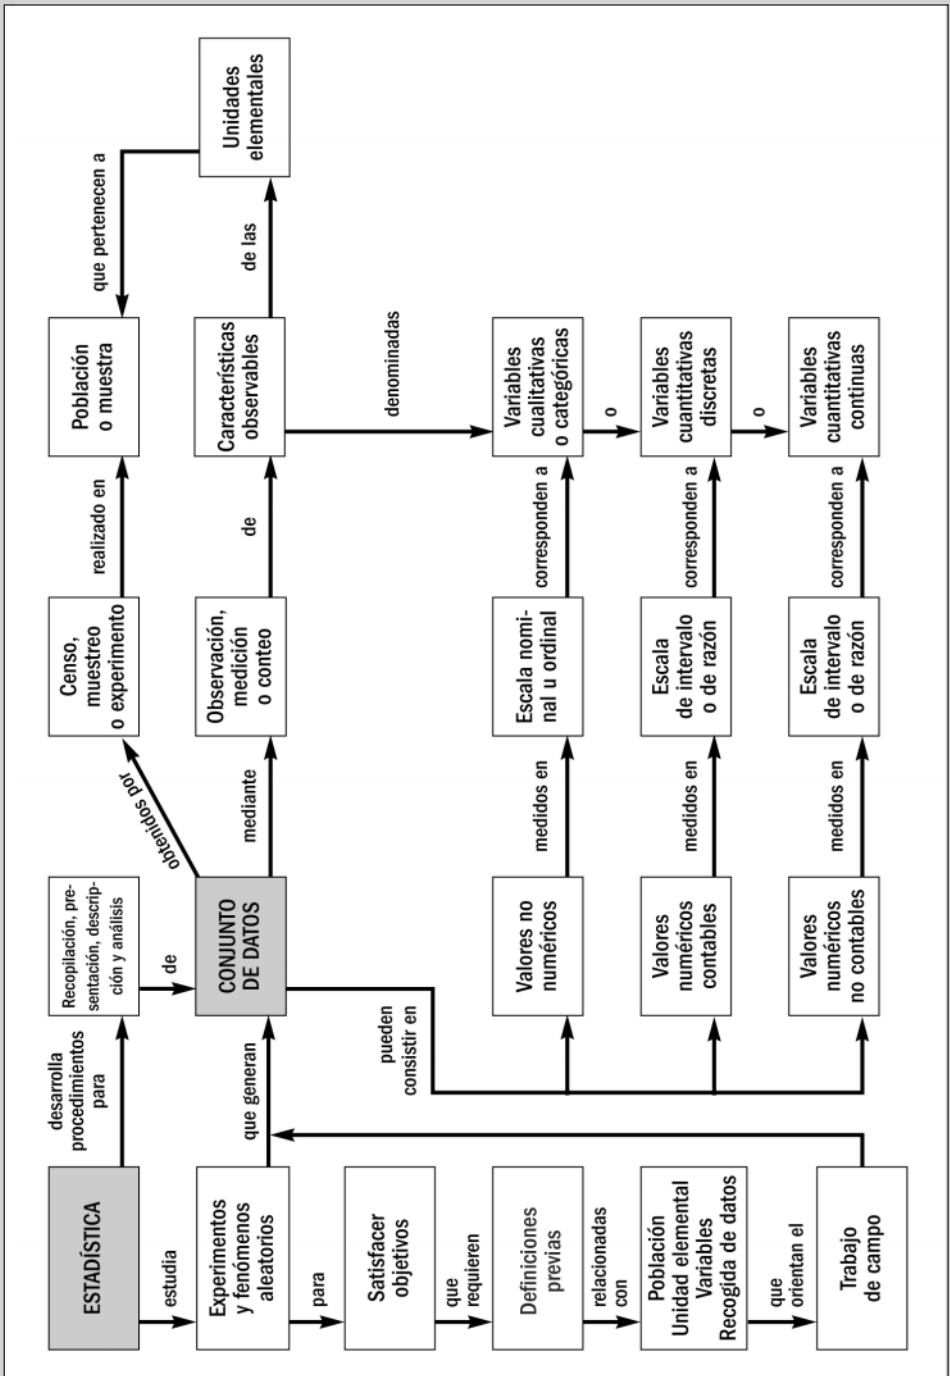 ESTADÍSTICA
desarrolla
procedimientos
para
Recopilación, pre-
sentación, descrip-
ción y análisis
obtenidos por
Censo,
muestreo
o experimento
realizado en
Población
o muestra
que pertenecen a
estudia
de
Experimentos
y fenómenos
aleatorios
que generan
CONJUNTO
DE DATOS
mediante
Observación,
medición
o conteo
de
Características
observables
de las
Unidades
elementales
para
Satisfacer
objetivos
pueden
consistir en
denominadas
que
requieren
Definiciones
previas
Valores no
numéricos
medidos en
Escala nomi-
nal u ordinal
corresponden a
Variables
cualitativas
o categóricas
relacionadas
con
o
Población
Unidad elemental
Variables
Recogida de datos
Valores
numéricos
contables
medidos en
Escala
de intervalo
o de razón
corresponden a
Variables
cuantitativas
discretas
que
orientan el
o
Trabajo
de campo
Valores
numéricos
no contables
medidos en
Escala
de intervalo
o de razón
corresponden a
Variables
cuantitativas
continuas